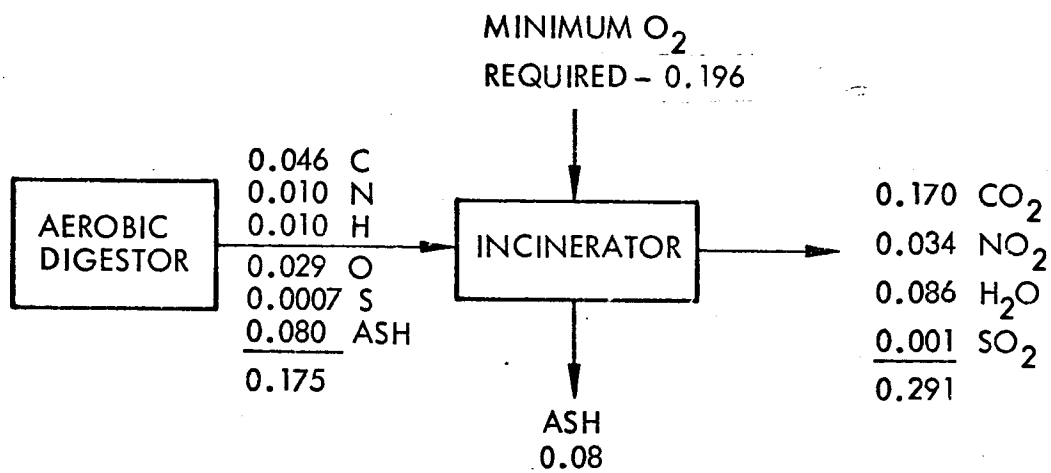 MINIMUM O2
REQUIRED – 0.196
0.046 C
0.010 N
0.010 H
0.029 O
0.0007 S
0.080 ASH
0.175
AEROBIC
DIGESTOR
INCINERATOR
0.170 CO2
0.034 NO2
0.086 H2O
0.001 SO2
0.291
ASH
0.08